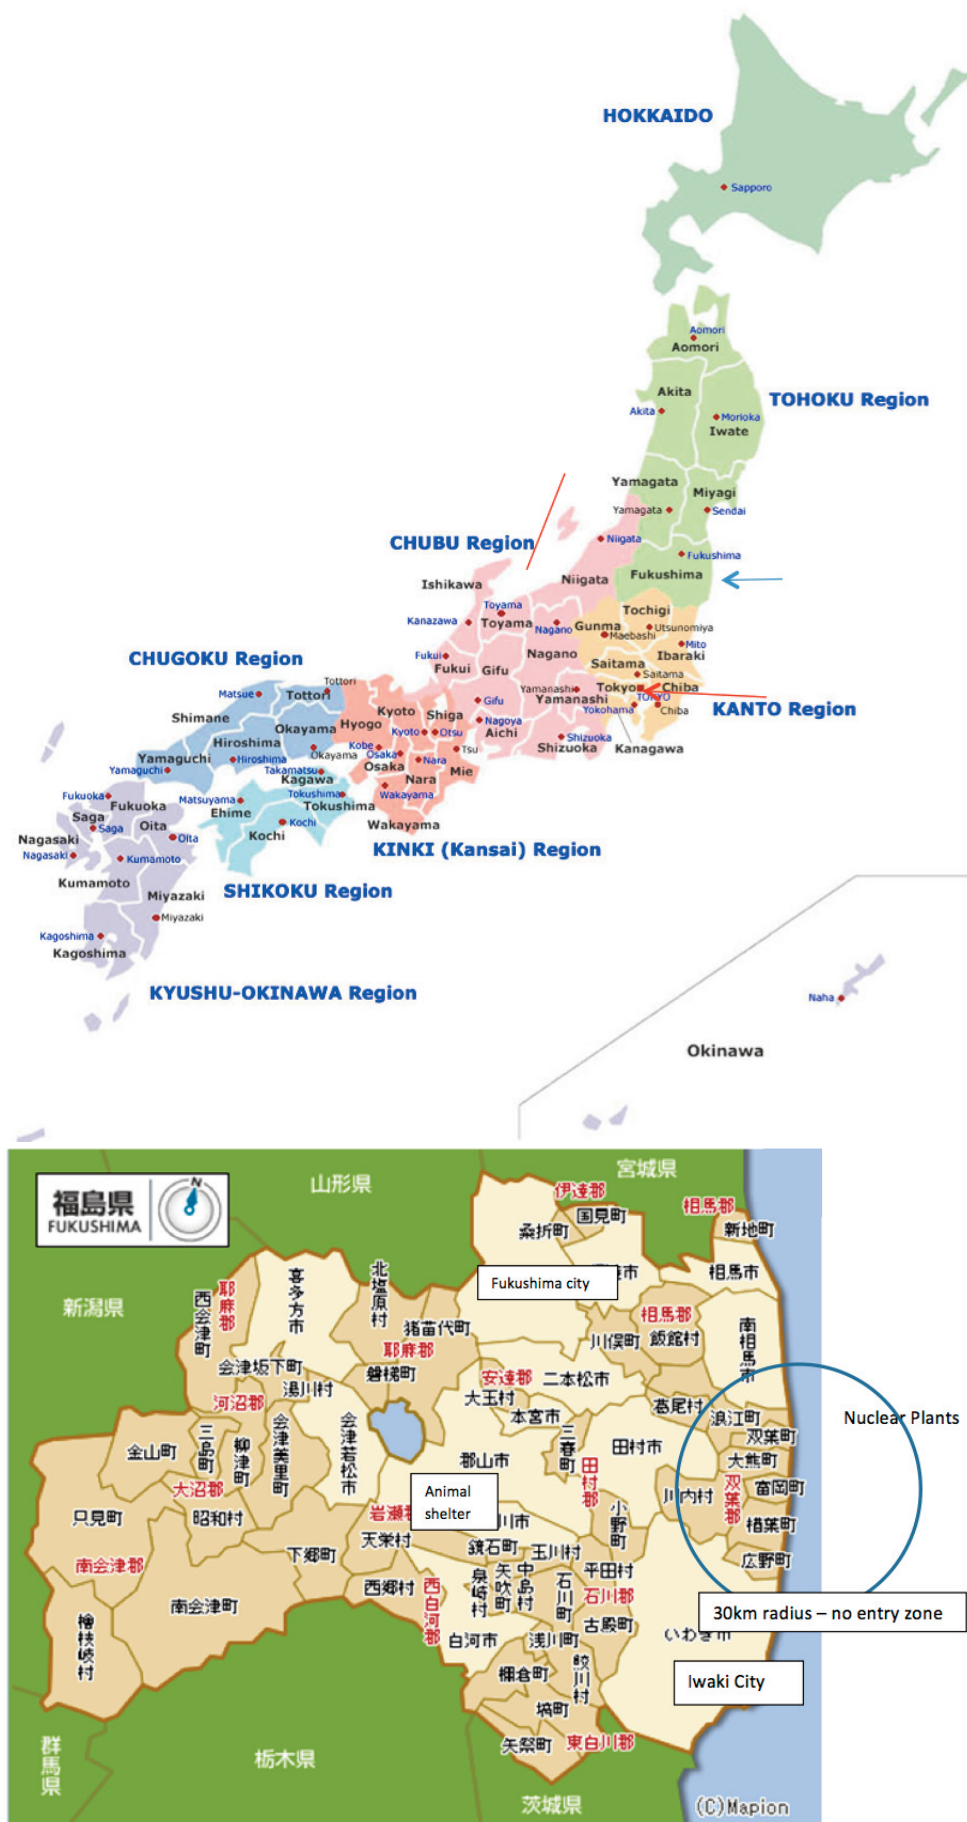 HOKKAIDO
Sapporo
Aomori
Aomori
Akita
TOHOKU Region
Akita
Morioka
Iwate
Yamagata
Miyagi
Yamagata
Sendai
CHUBU Region
Niigata
Fukushima
Ishikawa
Niigata
Fukushima
Toyama
Tochigi
Kanazawa
Toyama
Nagano
Gunma
Utsunomiya
Maebashi
Mito
CHUGOKU Region
Fukui
Fukui
Gifu
Nagano
Saitama
Ibaraki
Saitama
Tottori
Matsue
Tottori
Yamanashi
Tokyo
Chiba
Kyoto
Shiga
Gifu
Yamanashi
TOKYO
Yokohama
Chiba
KANTO Region
Shimane
Okayama
Hyogo
Kyoto
Otsu
Nagoya
Aichi
Shizuoka
Shizuoka
Kanagawa
Hiroshima
Okayama
Kobe
Osaka
Tsu
Yamaguchi
Hiroshima
Osaka
Nara
Mie
Yamaguchi
Takamatsu
Kagawa
Nara
Fukuoka
Fukuoka
Matsuyama
Tokushima
Tokushima
Wakayama
Saga
Ehime
Saga
Oita
Kochi
Kochi
Wakayama
Nagasaki
Oita
KINKI (Kansai) Region
Nagasaki
Kumamoto
Kumamoto
SHIKOKU Region
Miyazaki
Miyazaki
Kagoshima
Kagoshima
KYUSHU-OKINAWA Region
Naha
Okinawa
福島県
FUKUSHIMA
N
山形県
宮城県
新潟県
伊達郡
国見町
桑折町
相馬郡
新地町
Fukushima city
市
相馬市
喜多方市
北塩原村
耶麻郡
西会津町
猪苗代町
耶麻郡
磐梯町
相馬郡
川俣町
飯舘村
南相馬市
会津坂下町
湯川村
河沼郡
安達郡
大玉村
二本松市
本宮市
葛尾村
浪江町
Nuclear Plants
双葉町
金山町
三島町
柳津町
会津美里町
会津若松市
郡山市
三春町
田村市
大熊町
大沼郡
田村郡
川内村
双葉郡
富岡町
只見町
昭和村
岩瀬郡
Animal
shelter
川市
小野町
楢葉町
天栄村
下郷町
鏡石町
玉川村
広野町
南会津郡
西郷村
泉崎村
矢吹町
中島村
石川町
平田村
石川郡
南会津町
西白河郡
古殿町
30km radius – no entry zone
檜枝岐村
白河市
浅川町
いわき市
棚倉町
鮫川村
Iwaki City
塙町
矢祭町
東白川郡
群馬県
栃木県
茨城県
(C)Mapion